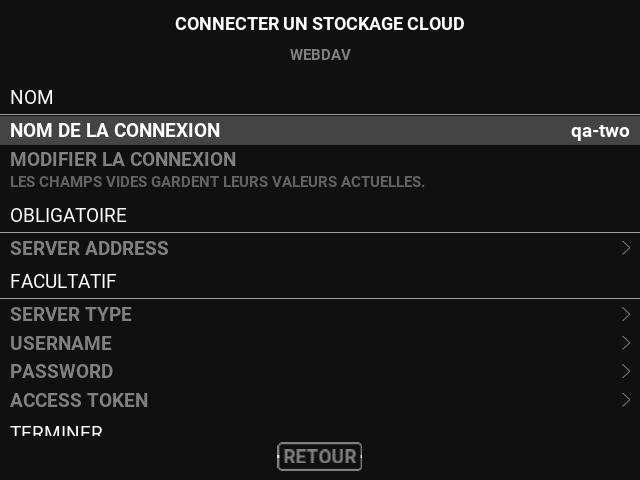 CONNECTER UN STOCKAGE CLOUD
WEBDAV
NOM
NOM DE LA CONNEXION qa-two
MODIFIER LA CONNEXION
LES CHAMPS VIDES GARDENT LEURS VALEURS ACTUELLES.
OBLIGATOIRE
SERVER ADDRESS
FACULTATIF
SERVER TYPE
USERNAME
PASSWORD
ACCESS TOKEN
TERMINER
RETOUR